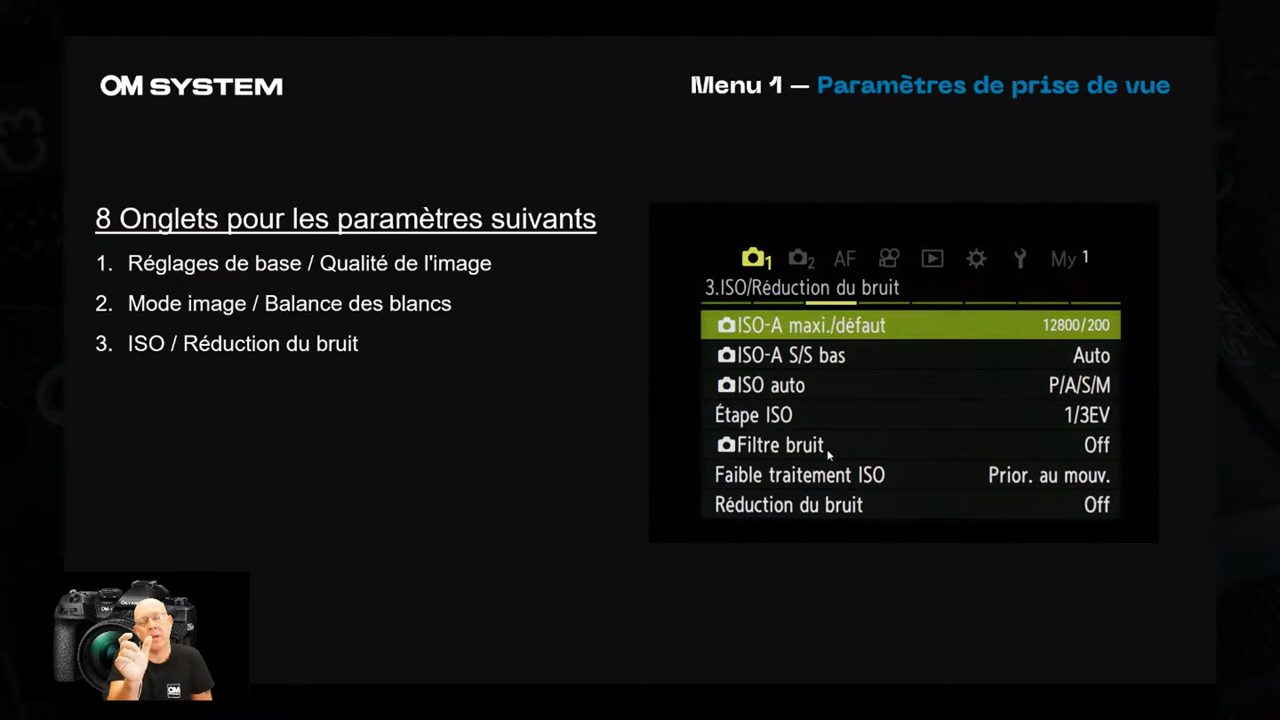 OM SYSTEM
Menu 1 — Paramètres de prise de vue
8 Onglets pour les paramètres suivants
1. Réglages de base / Qualité de l'image
2. Mode image / Balance des blancs
3. ISO / Réduction du bruit
1 2 AF My 1
3.ISO/Réduction du bruit
ISO-A maxi./défaut 12800/200
ISO-A S/S bas Auto
ISO auto P/A/S/M
Étape ISO 1/3EV
Filtre bruit Off
Faible traitement ISO Prior. au mouv.
Réduction du bruit Off
OM